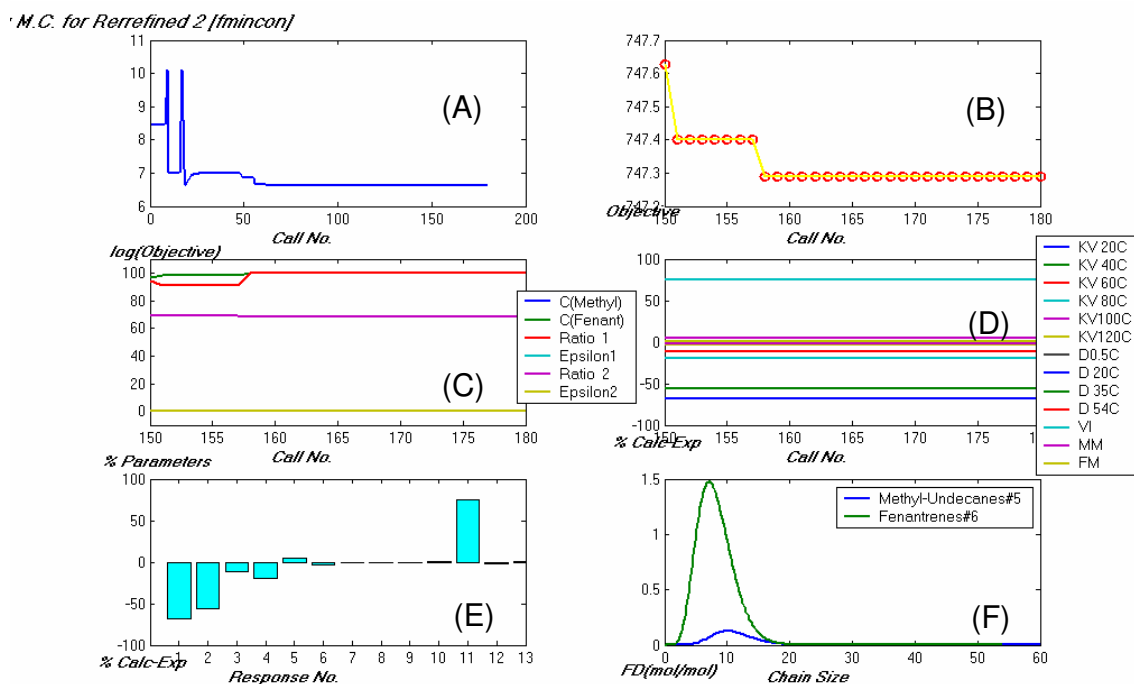 M.C. for Rerrefined 2 [fmincon]
11
10
9
8
7
6
0 50 100 150 200
log(Objective)
Call No.
(A)
747.7
747.6
747.5
747.4
747.3
747.2
150 155 160 165 170 175 180
Objective
Call No.
(B)
100
80
60
40
20
0
150 155 160 165 170 175 180
% Parameters
Call No.
(C)
C(Methyl)
C(Fenant)
Ratio 1
Epsilon1
Ratio 2
Epsilon2
100
50
0
-50
-100
150 155 160 165 170 175 180
% Calc-Exp
Call No.
(D)
KV 20C
KV 40C
KV 60C
KV 80C
KV100C
KV120C
D0.5C
D 20C
D 35C
D 54C
VI
MM
FM
100
50
0
-50
-100
1 2 3 4 5 6 7 8 9 10 11 12 13
% Calc-Exp
Response No.
(E)
1.5
1
0.5
0
0 10 20 30 40 50 60
FD(mol/mol)
Chain Size
(F)
Methyl-Undecanes#5
Fenantrenes#6